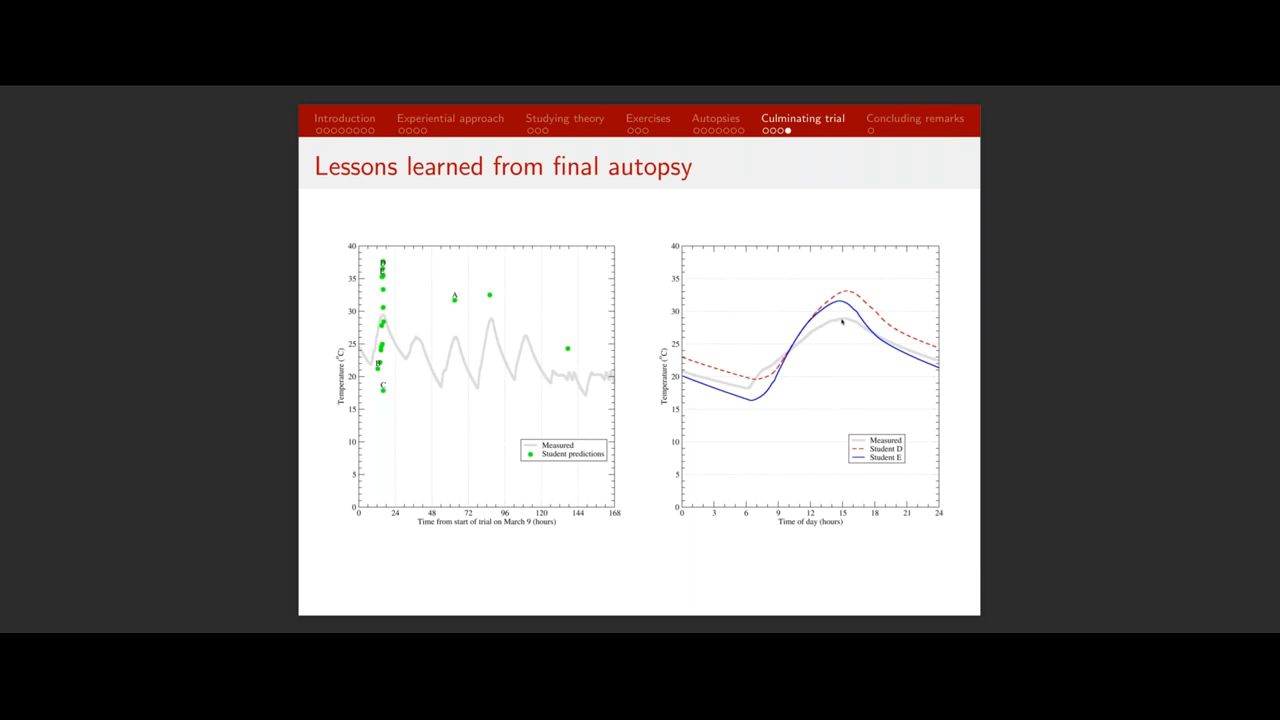 Introduction Experiential approach Studying theory Exercises Autopsies Culminating trial Concluding remarks
Lessons learned from final autopsy
40
35
30
25
20
15
10
5
0
Temperature (°C)
A
B
C
Measured
Student predictions
0 24 48 72 96 120 144 168
Time from start of trial on March 9 (hours)
40
35
30
25
20
15
10
5
0
Temperature (°C)
Measured
Student D
Student E
0 3 6 9 12 15 18 21 24
Time of day (hours)